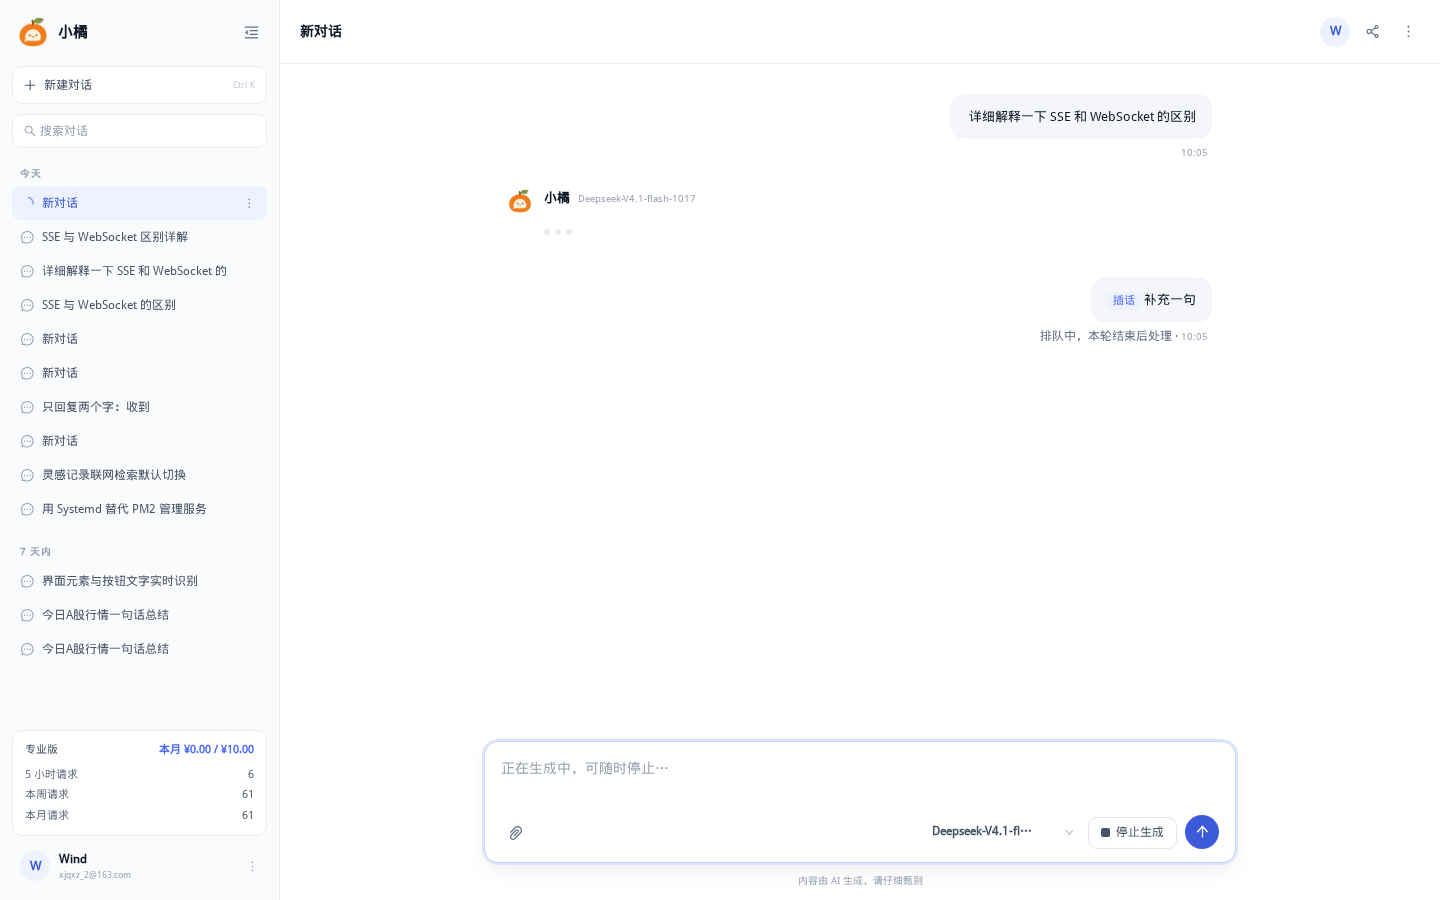 小橘
新建对话
Ctrl K
搜索对话
今天
新对话
SSE 与 WebSocket 区别详解
详细解释一下 SSE 和 WebSocket 的
SSE 与 WebSocket 的区别
新对话
新对话
只回复两个字：收到
新对话
灵感记录联网检索默认切换
用 Systemd 替代 PM2 管理服务
7 天内
界面元素与按钮文字实时识别
今日A股行情一句话总结
今日A股行情一句话总结
专业版 本月 ¥0.00 / ¥10.00
5 小时请求 6
本周请求 61
本月请求 61
W
Wind
xjqxz_2@163.com
新对话
W
详细解释一下 SSE 和 WebSocket 的区别
10:05
小橘 Deepseek-V4.1-flash-1017
插话 补充一句
排队中，本轮结束后处理 · 10:05
正在生成中，可随时停止…
Deepseek-V4.1-fl…
停止生成
内容由 AI 生成，请仔细甄别